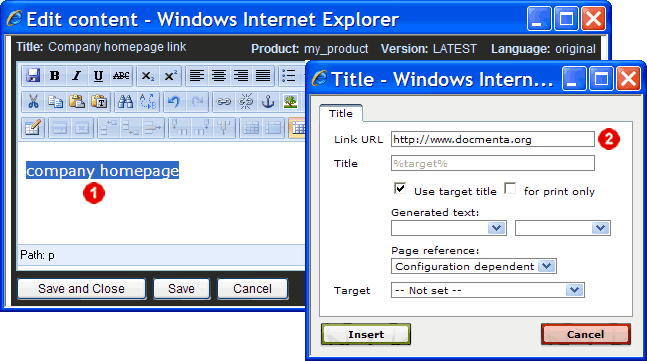 Edit content - Windows Internet Explorer
Title: Company homepage link Product: my_product Version: LATEST Language: original
B I U ABC X₂ X²
company homepage
1
Path: p
Save and Close Save Cancel
Title - Windows Intern...
Title
Link URL http://www.docmenta.org 2
Title %target%
Use target title for print only
Generated text:
Page reference:
Configuration dependent
Target -- Not set --
Insert Cancel